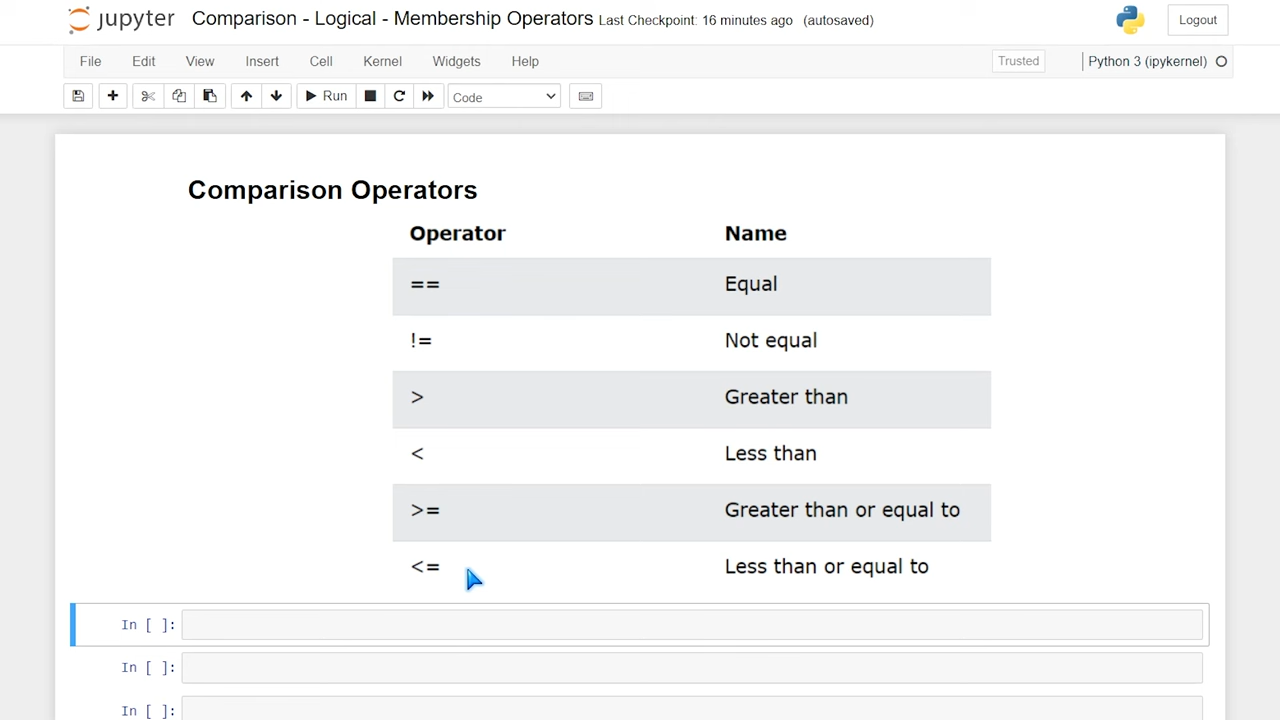 jupyter Comparison - Logical - Membership Operators Last Checkpoint: 16 minutes ago (autosaved) Logout
File Edit View Insert Cell Kernel Widgets Help Trusted Python 3 (ipykernel)
Run Code
Comparison Operators
Operator Name
== Equal
!= Not equal
> Greater than
< Less than
>= Greater than or equal to
<= Less than or equal to
In [ ]:
In [ ]:
In [ ]: